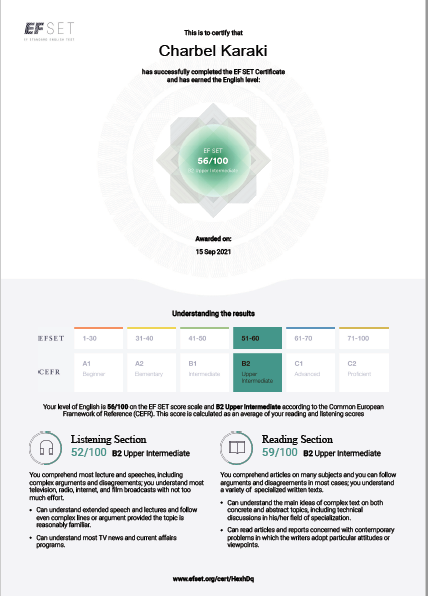 EFSET
EF STANDARD ENGLISH TEST
This is to certify that
Charbel Karaki
has successfully completed the EF SET Certificate
and has earned the English level:
EF SET
56/100
B2 Upper Intermediate
Awarded on:
15 Sep 2021
Understanding the results
EFSET 1-30 31-40 41-50 51-60 61-70 71-100
CEFR A1 A2 B1 B2 C1 C2
Beginner Elementary Intermediate Upper Intermediate Advanced Proficient
Your level of English is 56/100 on the EF SET score scale and B2 Upper Intermediate according to the Common European
Framework of Reference (CEFR). This score is calculated as an average of your reading and listening scores
Listening Section
52/100 B2 Upper Intermediate
You comprehend most lecture and speeches, including
complex arguments and disagreements; you understand most
television, radio, internet, and film broadcasts with not too
much effort.
• Can understand extended speech and lectures and follow
even complex lines or argument provided the topic is
reasonably familiar.
• Can understand most TV news and current affairs
programs.
Reading Section
59/100 B2 Upper Intermediate
You comprehend articles on many subjects and you can follow
arguments and disagreements in most cases; you understand
a variety of specialized written texts.
• Can understand the main ideas of complex text on both
concrete and abstract topics, including technical
discussions in his/her field of specialization.
• Can read articles and reports concerned with contemporary
problems in which the writers adopt particular attitudes or
viewpoints.
www.efset.org/cert/HexhDq